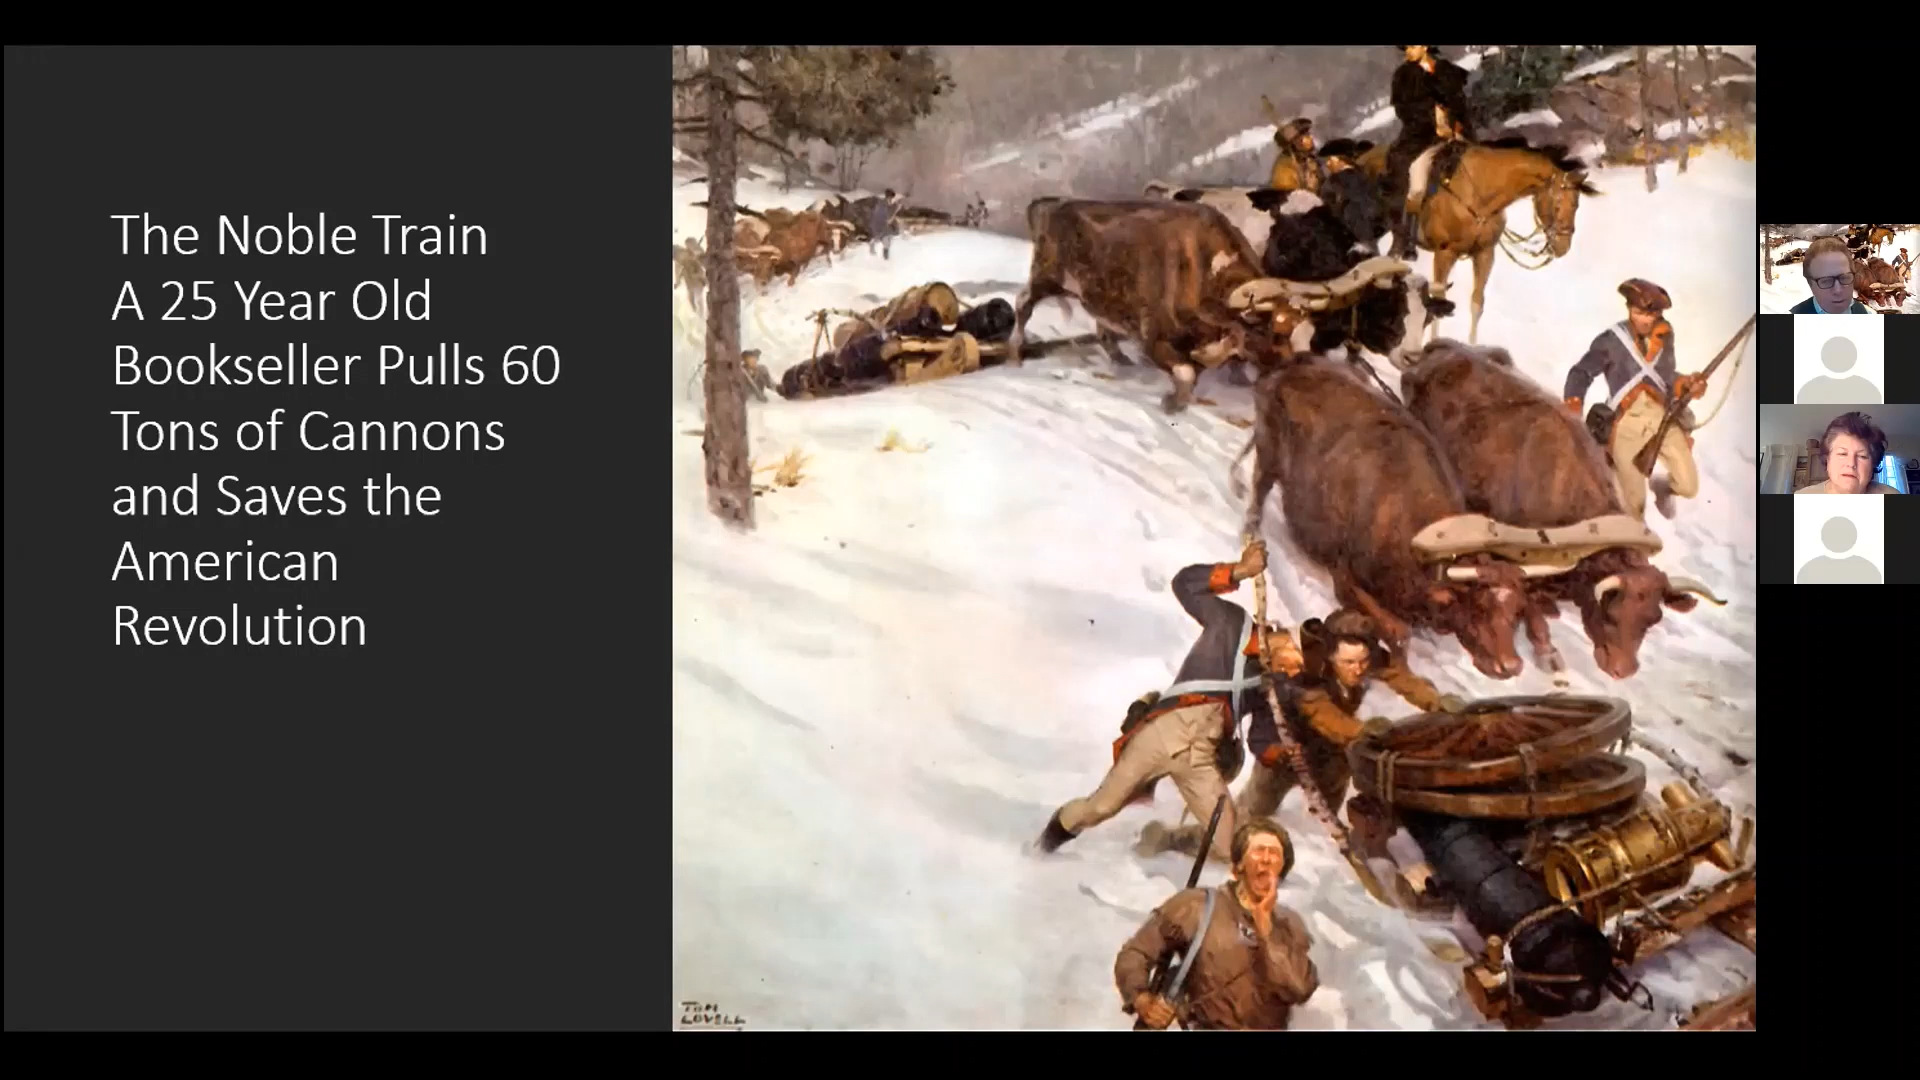 The Noble Train
A 25 Year Old
Bookseller Pulls 60
Tons of Cannons
and Saves the
American
Revolution
TOM
LOVELL